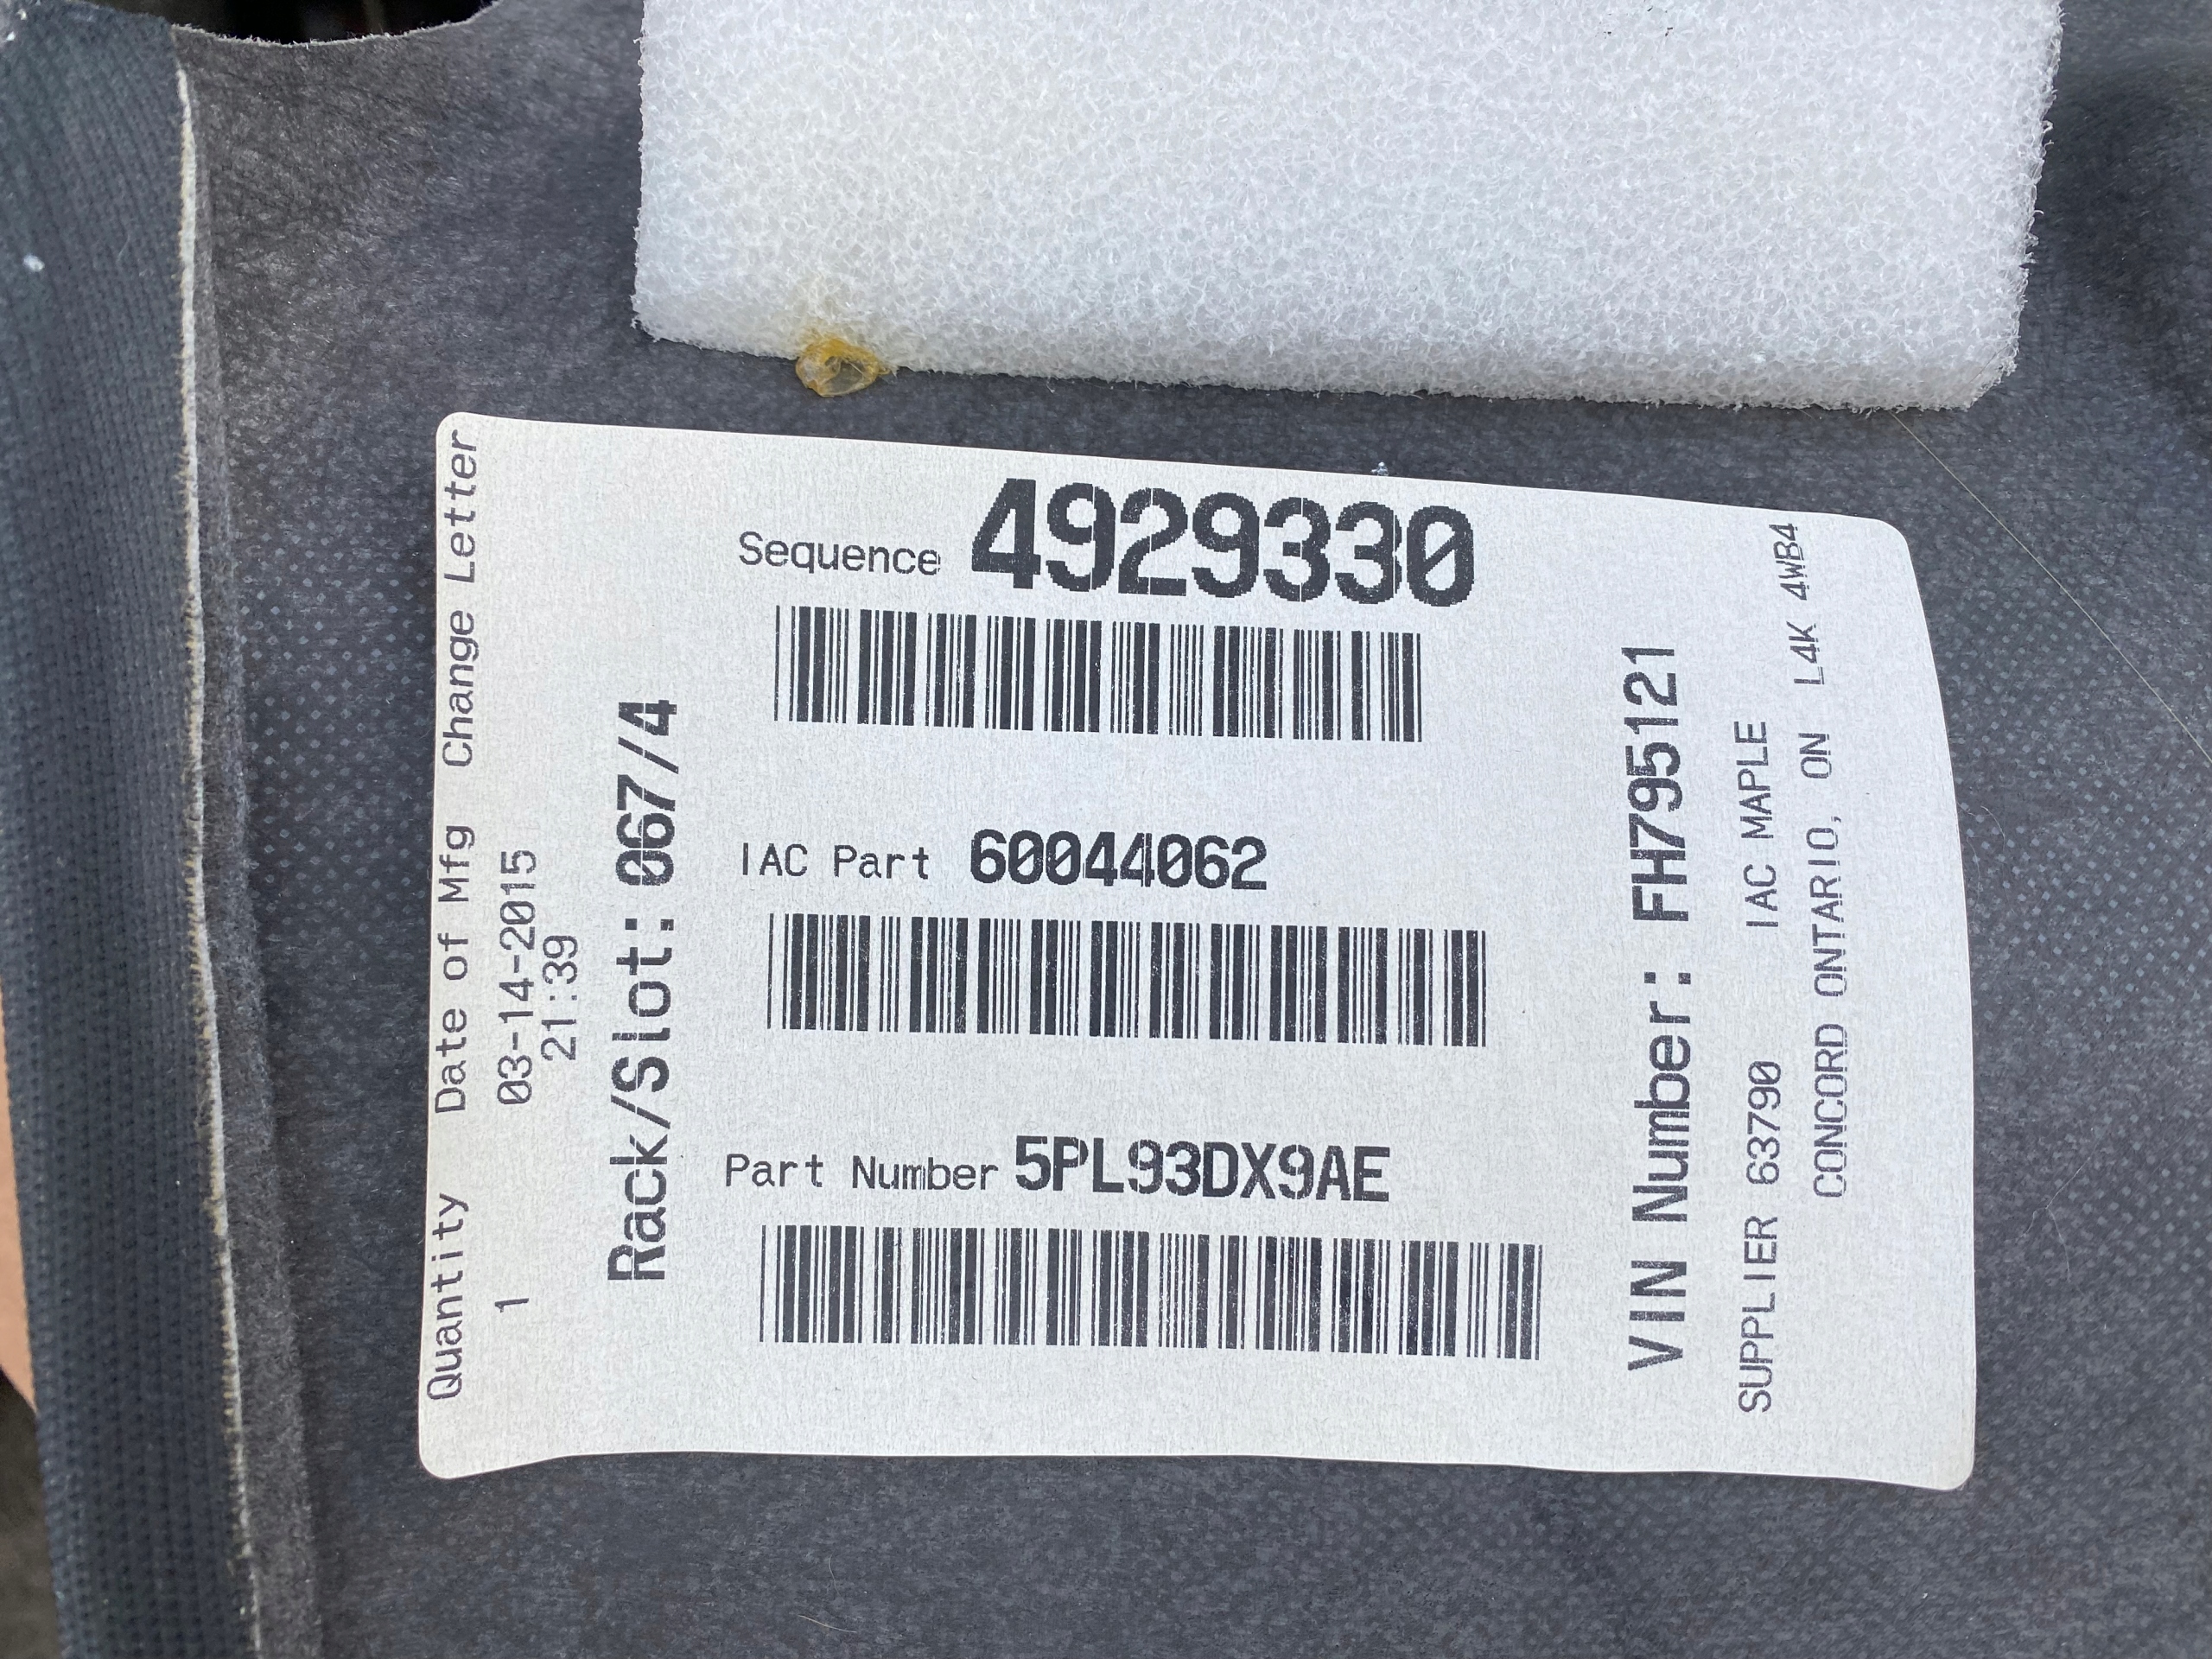 Sequence 4929330
IAC Part 60044062
Part Number 5PL93DX9AE
Quantity Date of Mfg Change Letter
1 03-14-2015
21:39
Rack/Slot: 067/4
VIN Number: FH795121
SUPPLIER 63790 IAC MAPLE
CONCORD ONTARIO, ON L4K 4WB4